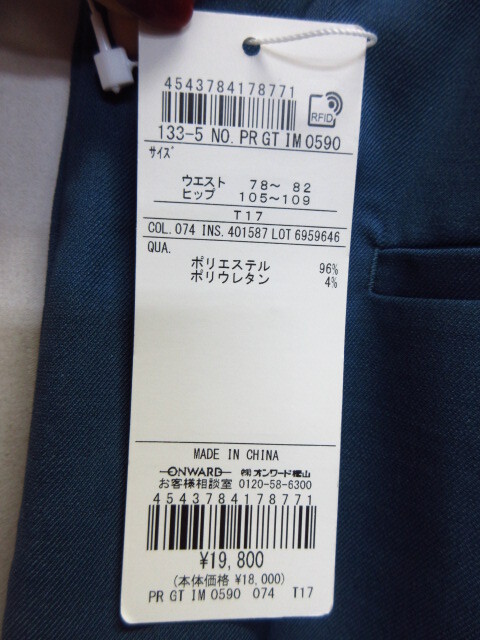 4543784178771
RFID
133-5 NO. PR GT IM 0590
ｻｲｽﾞ
ウエスト 78～ 82
ヒップ 105～109
T17
COL. 074 INS. 401587 LOT 6959646
QUA.
ポリエステル 96%
ポリウレタン 4%
MADE IN CHINA
ONWARD ㈱オンワード樫山
お客様相談室 0120-58-6300
4543784178771
¥19,800
(本体価格 ¥18,000)
PR GT IM 0590 074 T17